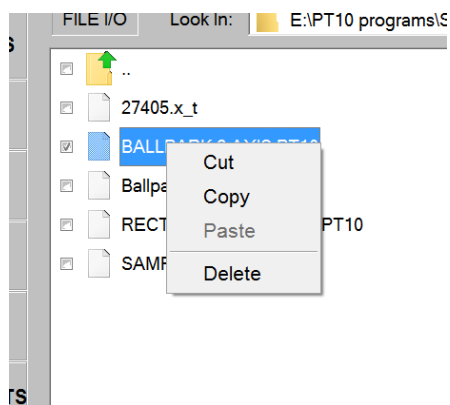 FILE I/O Look In: E:\PT10 programs\S
S
..
27405.x_t
BALLPARK 3 AXIS.PT10
Cut
Ballpa
Copy
RECT PT10
Paste
SAMP
Delete
TS